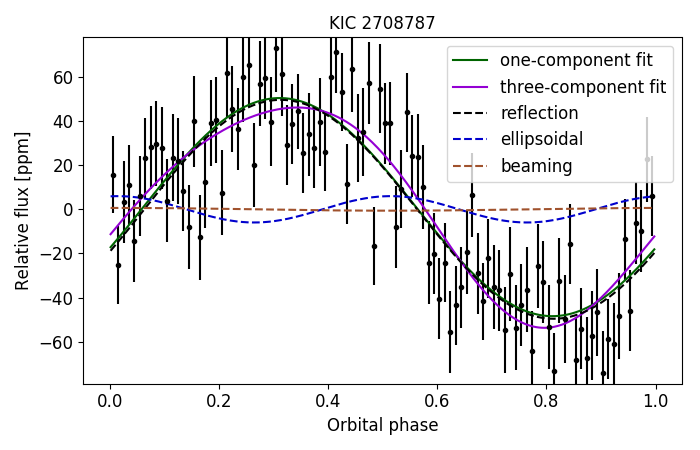 KIC 2708787
one-component fit
three-component fit
reflection
ellipsoidal
beaming
Relative flux [ppm]
60
40
20
0
−20
−40
−60
0.0 0.2 0.4 0.6 0.8 1.0
Orbital phase